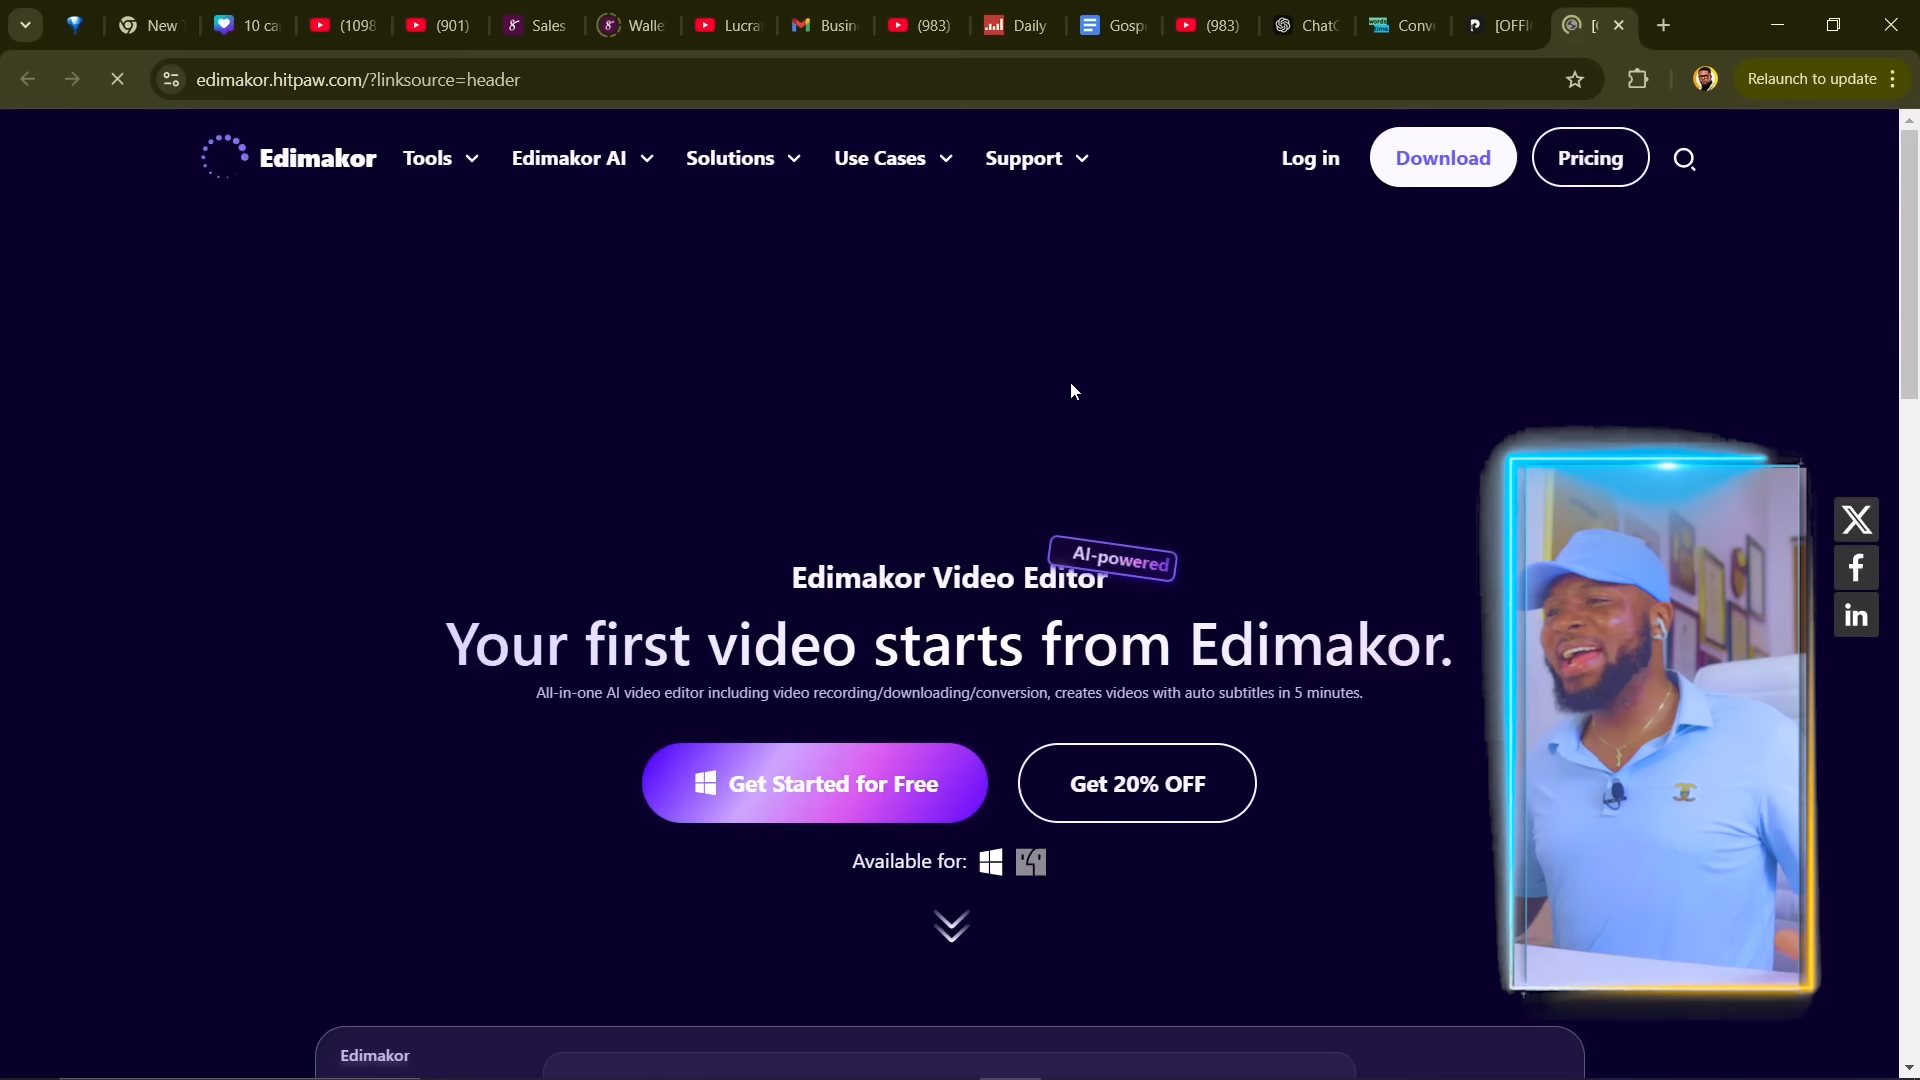 New
10 ca
(1098
(901)
Sales
Walle
Lucra
Busin
(983)
Daily
Gosp
(983)
ChatG
Conv
[OFFI
[
edimakor.hitpaw.com/?linksource=header
Relaunch to update
Edimakor
Tools
Edimakor AI
Solutions
Use Cases
Support
Log in
Download
Pricing
AI-powered
Edimakor Video Editor
Your first video starts from Edimakor.
All-in-one AI video editor including video recording/downloading/conversion, creates videos with auto subtitles in 5 minutes.
Get Started for Free
Get 20% OFF
Available for:
Edimakor